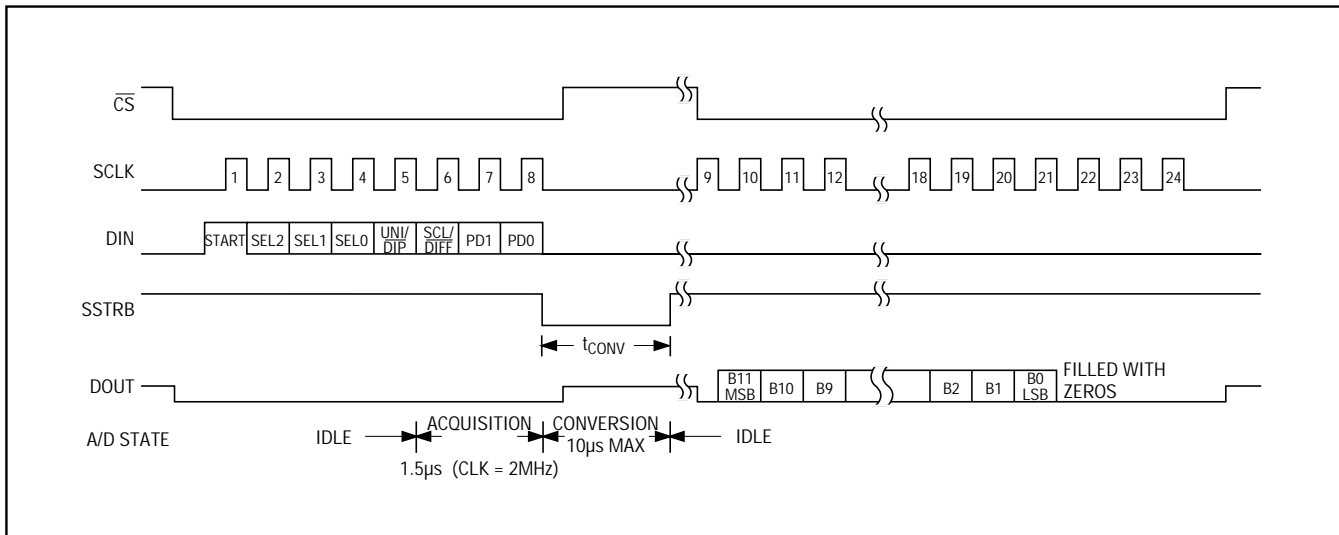 CS
SCLK 1 2 3 4 5 6 7 8 9 10 11 12 18 19 20 21 22 23 24
DIN START SEL2 SEL1 SEL0 UNI/DIP SCL/DIFF PD1 PD0
SSTRB
tCONV
DOUT B11 MSB B10 B9 B2 B1 B0 LSB FILLED WITH ZEROS
A/D STATE IDLE ACQUISITION CONVERSION IDLE
10µs MAX
1.5µs (CLK = 2MHz)